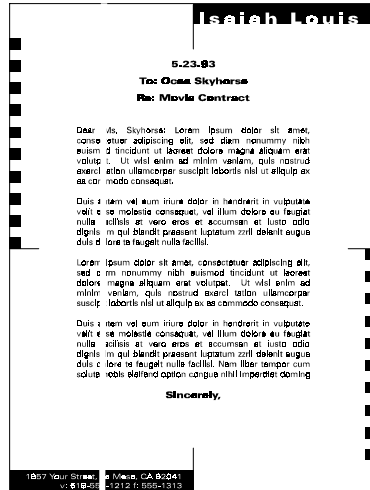 Isaiah Louis
5-23-93
To: Ocea Skyhorse
Re: Movie Contract
Dear Ms, Skyhorse: Lorem ipsum dolor sit amet,
consectetuer adipiscing elit, sed diam nonummy nibh
euismod tincidunt ut laoreet dolore magna aliquam erat
volutpat. Ut wisi enim ad minim veniam, quis nostrud
exerci tation ullamcorper suscipit lobortis nisl ut aliquip ex
ea commodo consequat.
Duis autem vel eum iriure dolor in hendrerit in vulputate
velit esse molestie consequat, vel illum dolore eu feugiat
nulla facilisis at vero eros et accumsan et iusto odio
dignissim qui blandit praesent luptatum zzril delenit augue
duis dolore te feugait nulla facilisi.
Lorem ipsum dolor sit amet, consectetuer adipiscing elit,
sed diam nonummy nibh euismod tincidunt ut laoreet
dolore magna aliquam erat volutpat. Ut wisi enim ad
minim veniam, quis nostrud exerci tation ullamcorper
suscipit lobortis nisl ut aliquip ex ea commodo consequat.
Duis autem vel eum iriure dolor in hendrerit in vulputate
velit esse molestie consequat, vel illum dolore eu feugiat
nulla facilisis at vero eros et accumsan et iusto odio
dignissim qui blandit praesent luptatum zzril delenit augue
duis dolore te feugait nulla facilisi. Nam liber tempor cum
soluta nobis eleifend option congue nihil imperdiet doming
Sincerely,
1957 Your Street, La Mesa, CA 92041
v: 619-555-1212 f: 555-1313